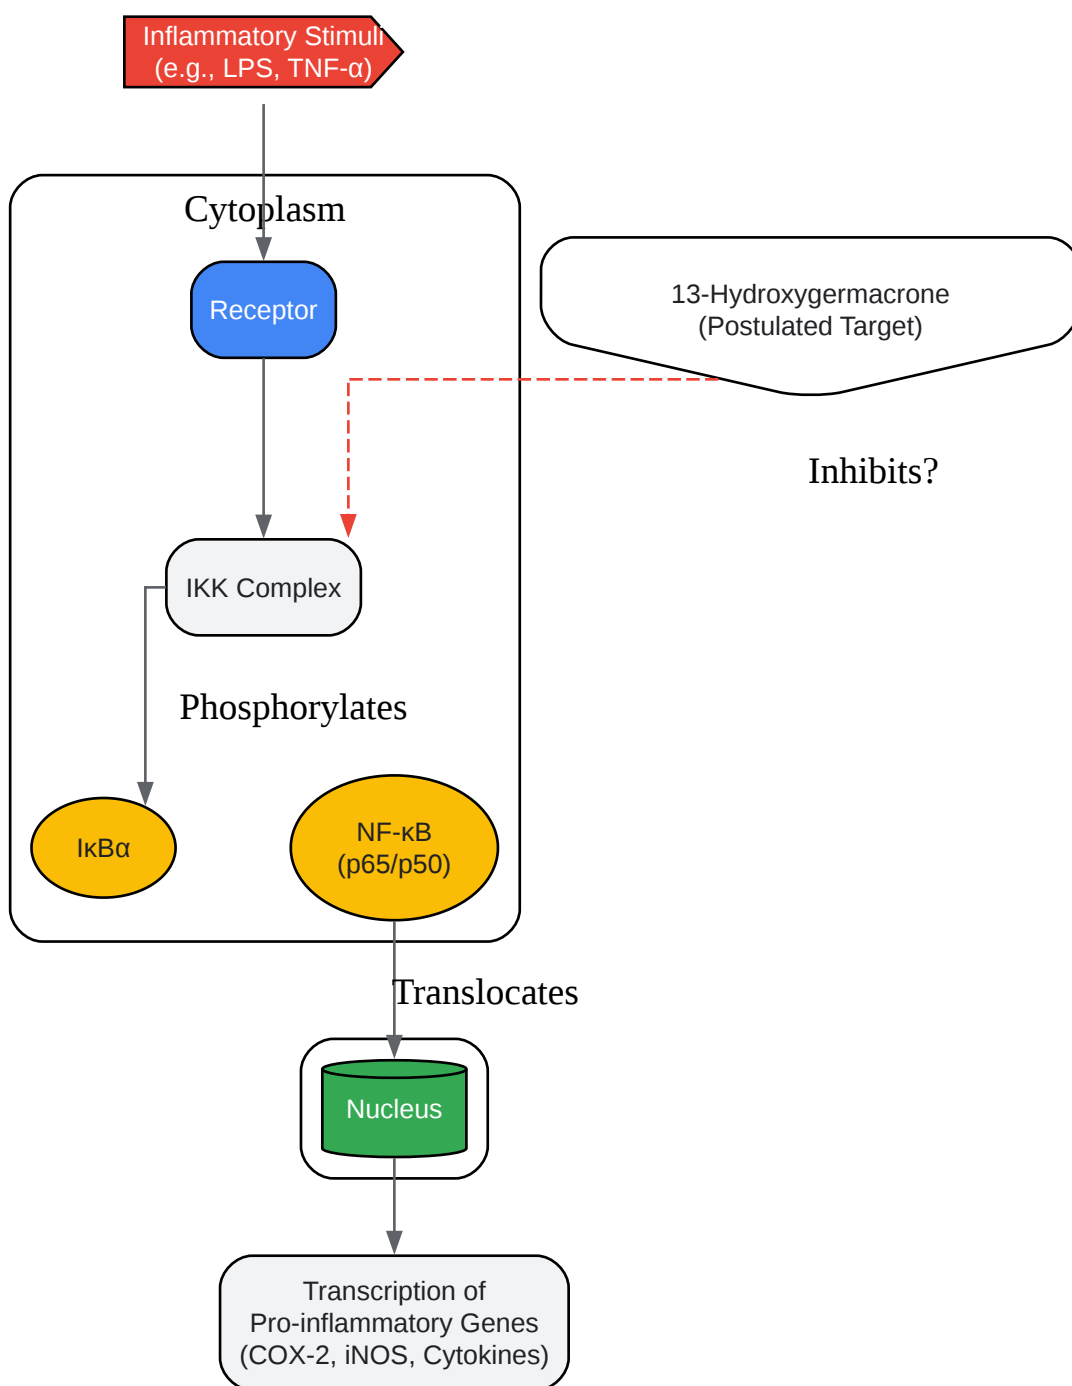 Inflammatory Stimuli
(e.g., LPS, TNF-α)
Cytoplasm
Receptor
13-Hydroxygermacrone
(Postulated Target)
Inhibits?
IKK Complex
Phosphorylates
IκBα
NF-κB
(p65/p50)
Translocates
Nucleus
Transcription of
Pro-inflammatory Genes
(COX-2, iNOS, Cytokines)